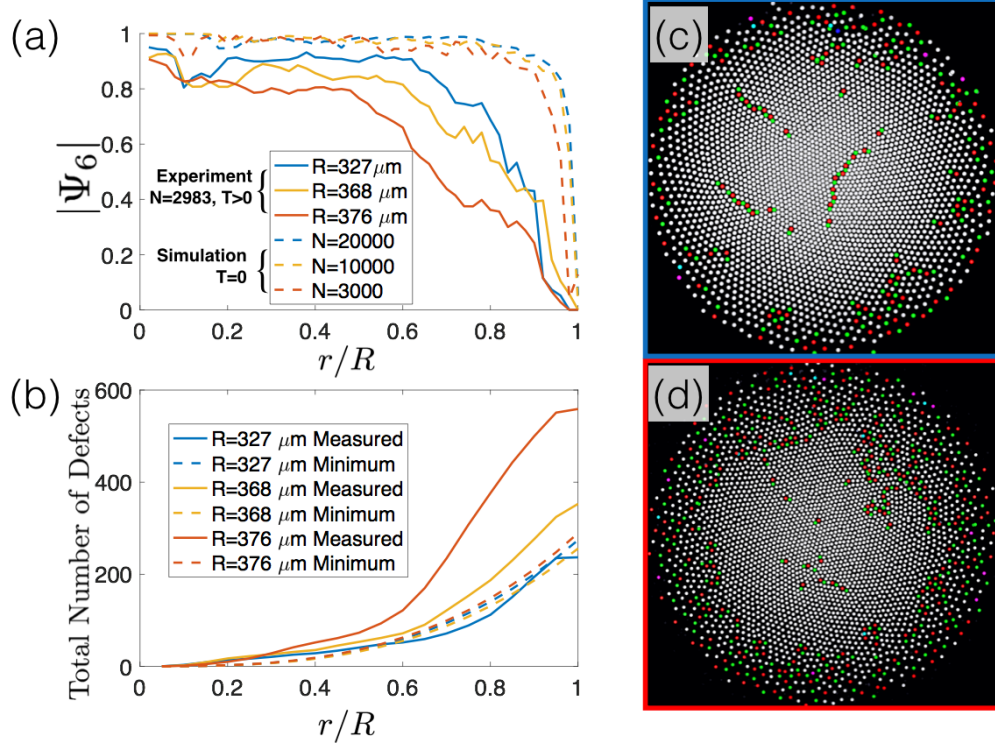 (a)
|Ψ₆|
1
0.8
0.6
0.4
0.2
0
Experiment
N=2983, T>0
Simulation
T=0
R=327μm
R=368 μm
R=376 μm
N=20000
N=10000
N=3000
0 0.2 0.4 0.6 0.8 1
r/R
(b)
Total Number of Defects
600
400
200
0
R=327 μm Measured
R=327 μm Minimum
R=368 μm Measured
R=368 μm Minimum
R=376 μm Measured
R=376 μm Minimum
0 0.2 0.4 0.6 0.8 1
r/R
(c)
(d)